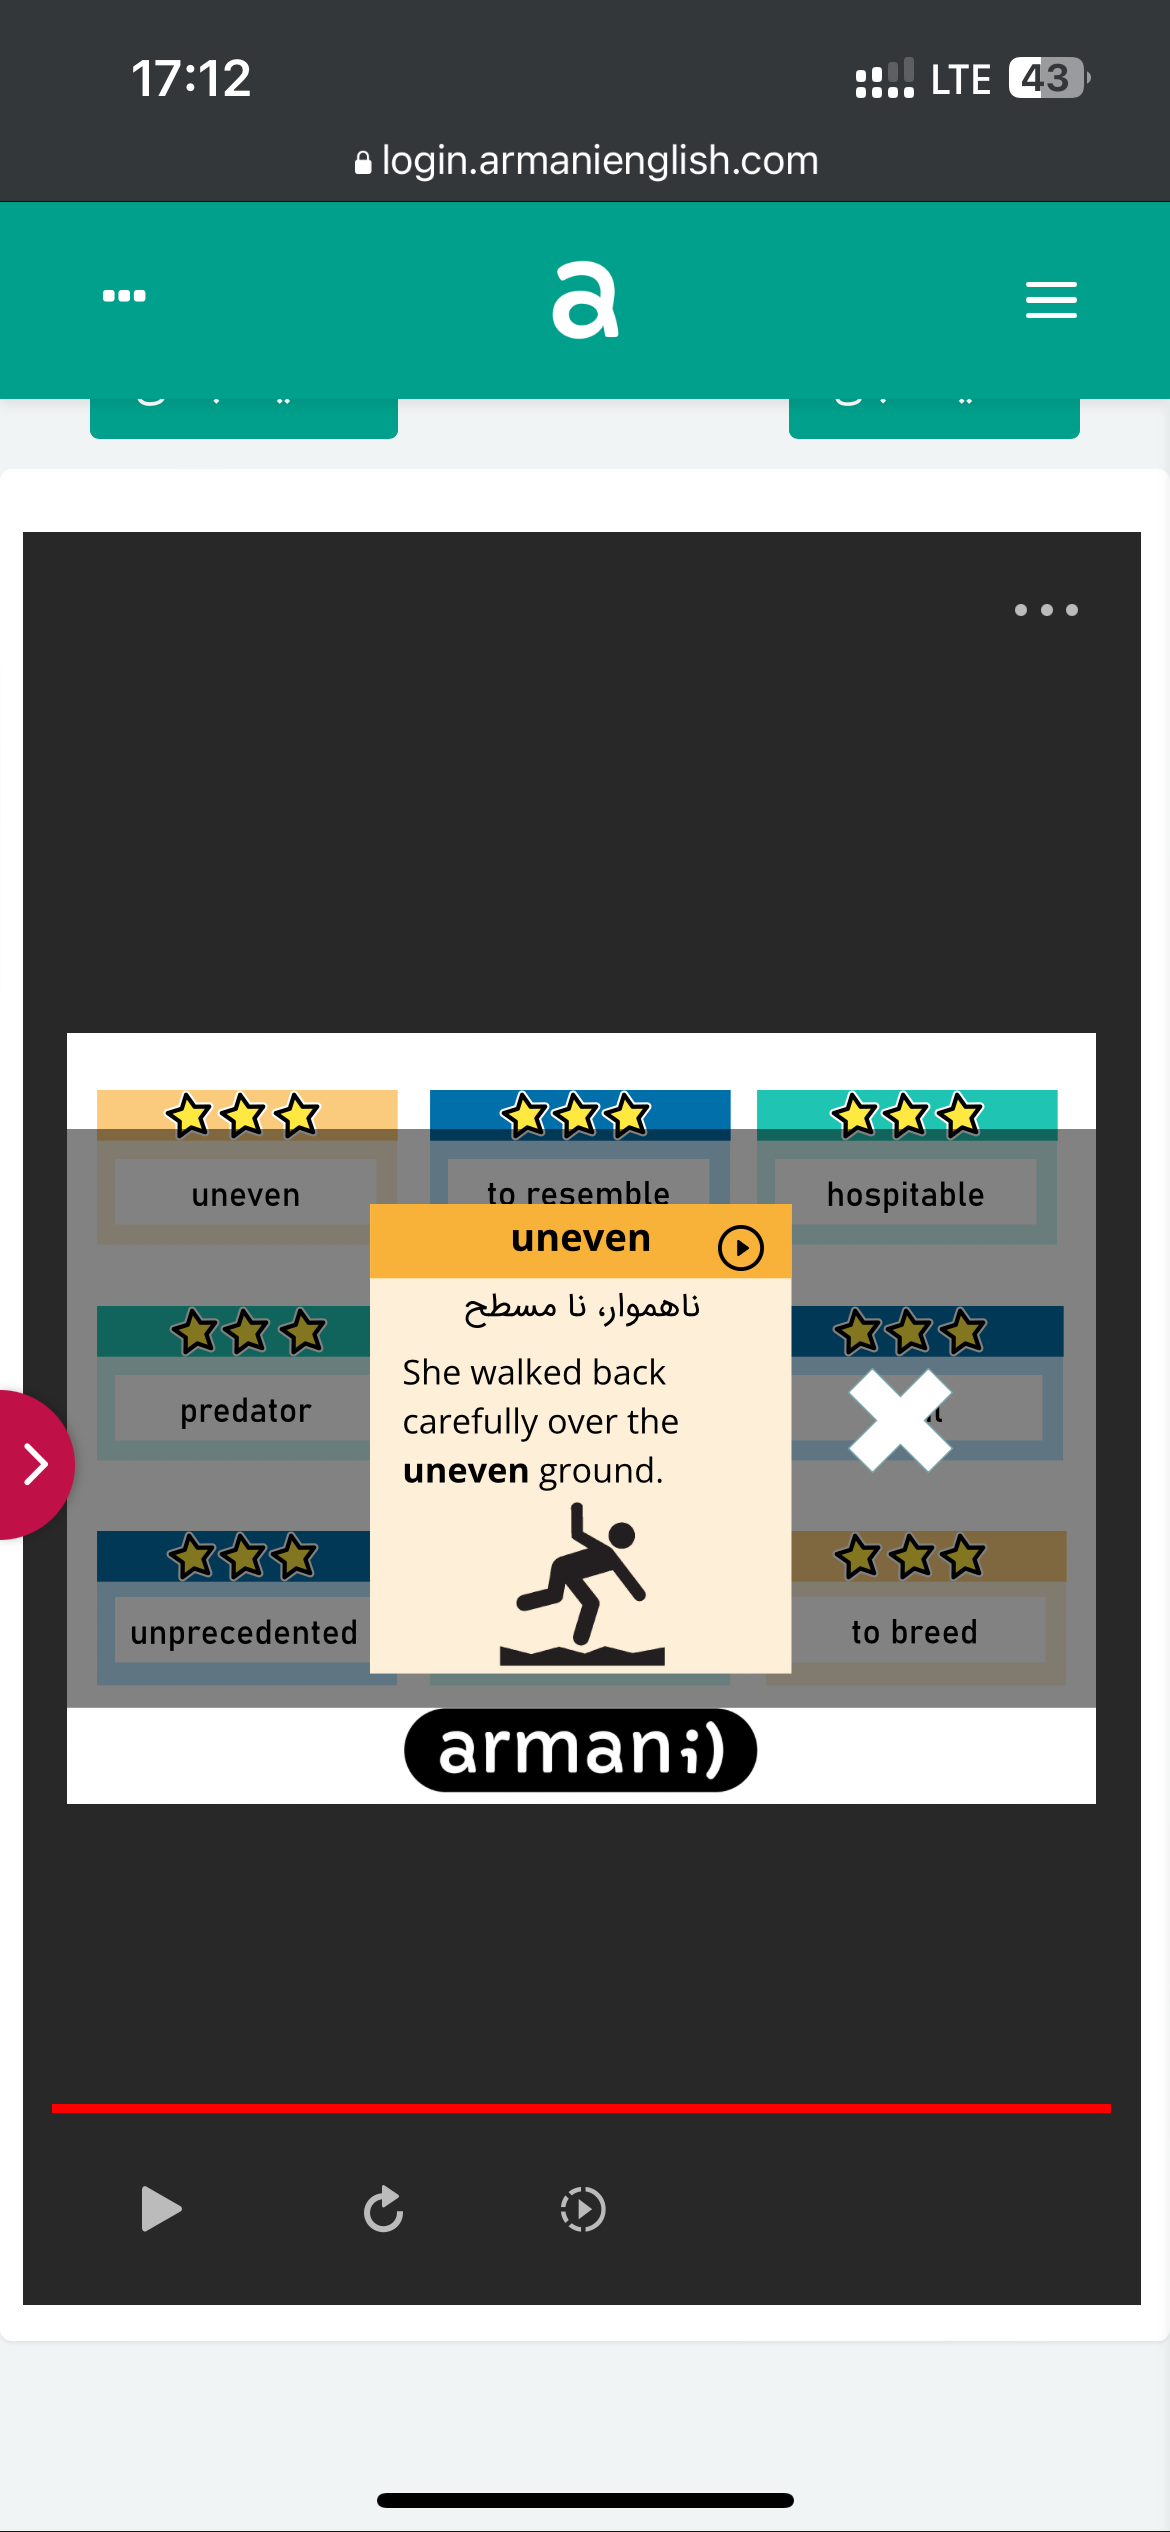 17:12
LTE 43
login.armanienglish.com
a
uneven
to resemble
hospitable
uneven
ناهموار، نا مسطح
She walked back
carefully over the
uneven ground.
predator
unprecedented
to breed
armani)